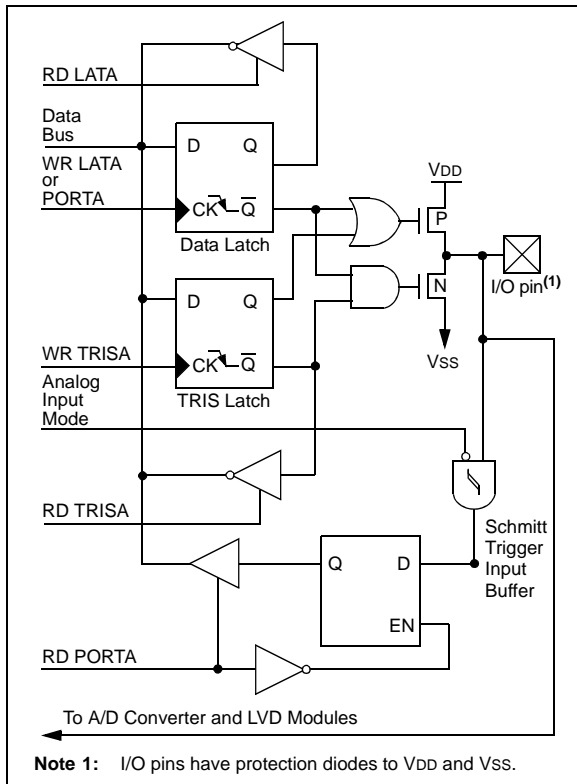 RD LATA
Data
Bus
D Q
WR LATA
or
PORTA
CK Q
Data Latch
VDD
P
I/O pin(1)
N
D Q
WR TRISA
CK Q
VSS
TRIS Latch
Analog
Input
Mode
RD TRISA
Schmitt
Trigger
Input
Buffer
Q D
EN
RD PORTA
To A/D Converter and LVD Modules
Note 1: I/O pins have protection diodes to VDD and VSS.